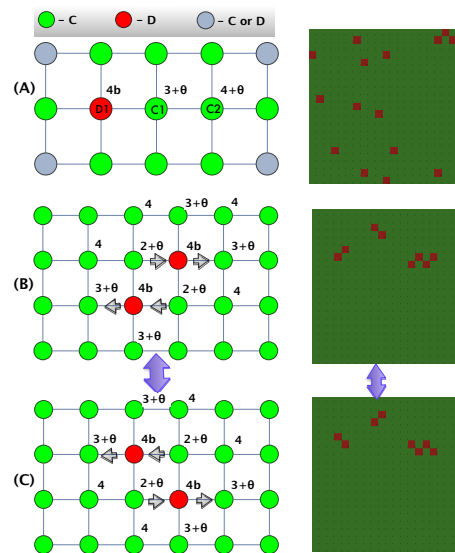 – C – D – C or D
(A)
4b 3+θ 4+θ
D1 C1 C2
4 3+θ 4
4 2+θ 4b 3+θ
(B)
3+θ 4b 2+θ 4
3+θ
3+θ 4
3+θ 4b 2+θ 4
(C)
4 2+θ 4b 3+θ
4 3+θ